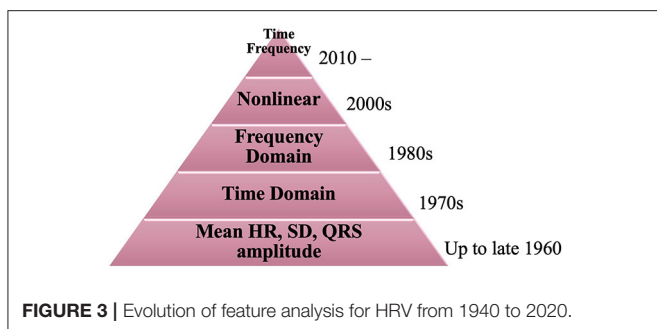 Time
Frequency
2010 –
Nonlinear
2000s
Frequency
Domain
1980s
Time Domain
1970s
Mean HR, SD, QRS
amplitude
Up to late 1960
FIGURE 3 | Evolution of feature analysis for HRV from 1940 to 2020.